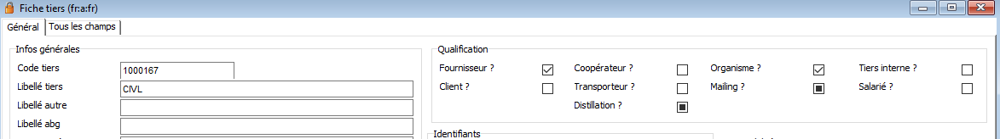 Fiche tiers (fr:a:fr)
Général Tous les champs
Infos générales
Code tiers 1000167
Libellé tiers CIVL
Libellé autre
Libellé abg
Qualification
Fournisseur ? Coopérateur ? Organisme ? Tiers interne ?
Client ? Transporteur ? Mailing ? Salarié ?
Distillation ?
Identifiants